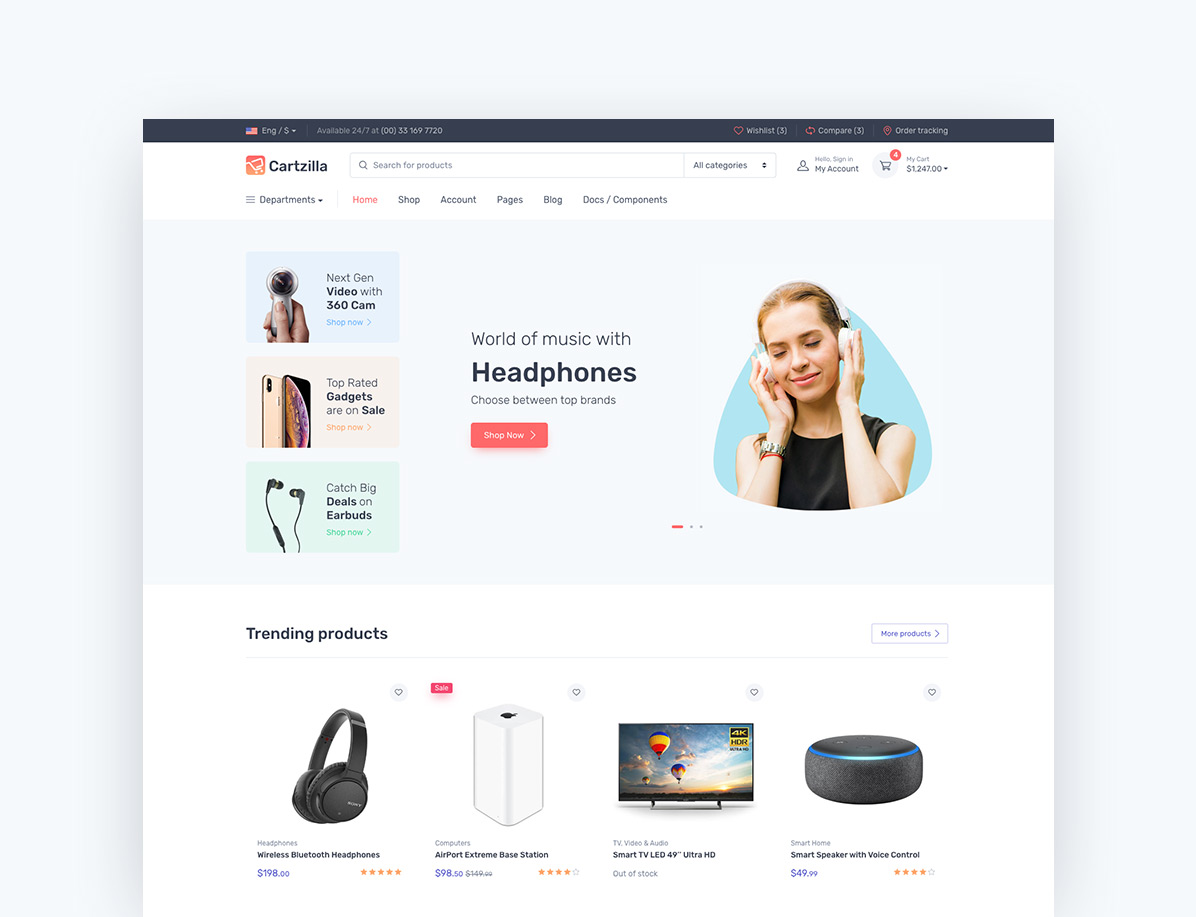 Eng / $
Available 24/7 at (00) 33 169 7720
Wishlist (3)
Compare (3)
Order tracking
Cartzilla
Search for products
All categories
Hello, Sign in
My Account
4
My Cart
$1,247.00
Departments
Home
Shop
Account
Pages
Blog
Docs / Components
Next Gen
Video with
360 Cam
Shop now
Top Rated
Gadgets
are on Sale
Shop now
Catch Big
Deals on
Earbuds
Shop now
World of music with
Headphones
Choose between top brands
Shop Now
Trending products
More products
SONY
Headphones
Wireless Bluetooth Headphones
$198.00
Sale
Computers
AirPort Extreme Base Station
$98.50 $149.99
4K
HDR
ULTRA HD
TV, Video & Audio
Smart TV LED 49″ Ultra HD
Out of stock
Smart Home
Smart Speaker with Voice Control
$49.99